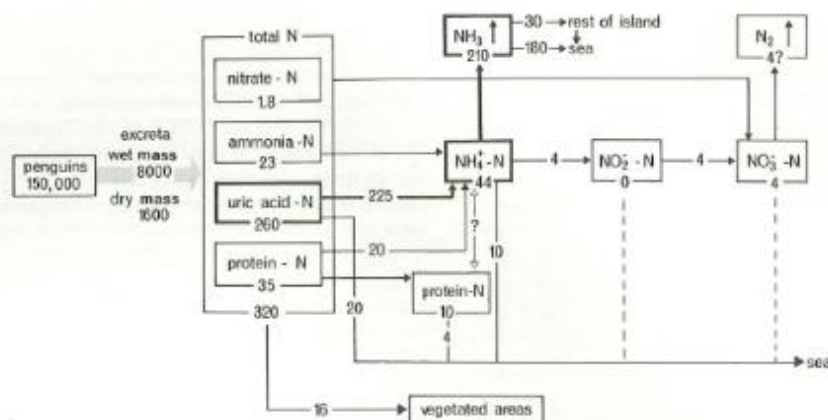 total N
NH₃ ↑
210
30 → rest of island
180 → sea
N₂ ↑
4?
nitrate - N
1.8
excreta
wet mass
8000
dry mass
1600
penguins
150,000
ammonia - N
23
NH₄⁺-N
44
4
NO₂⁻-N
0
4
NO₃⁻-N
4
uric acid - N
260
225
20
?
10
protein - N
35
protein-N
10
4
320
20
sea
16
vegetated areas